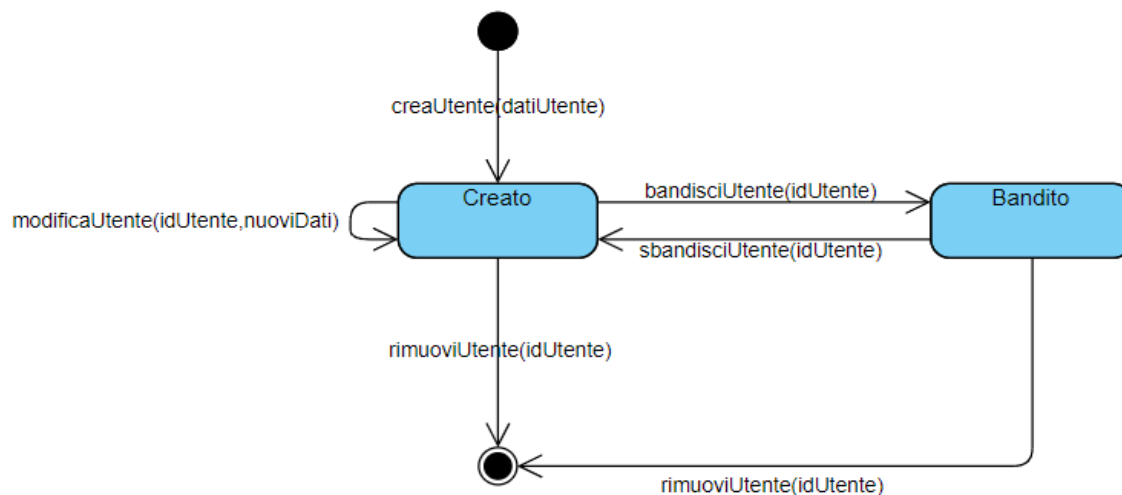 creaUtente(datiUtente)
Creato
bandisciUtente(idUtente)
Bandito
modificaUtente(idUtente,nuoviDati)
sbandisciUtente(idUtente)
rimuoviUtente(idUtente)
rimuoviUtente(idUtente)